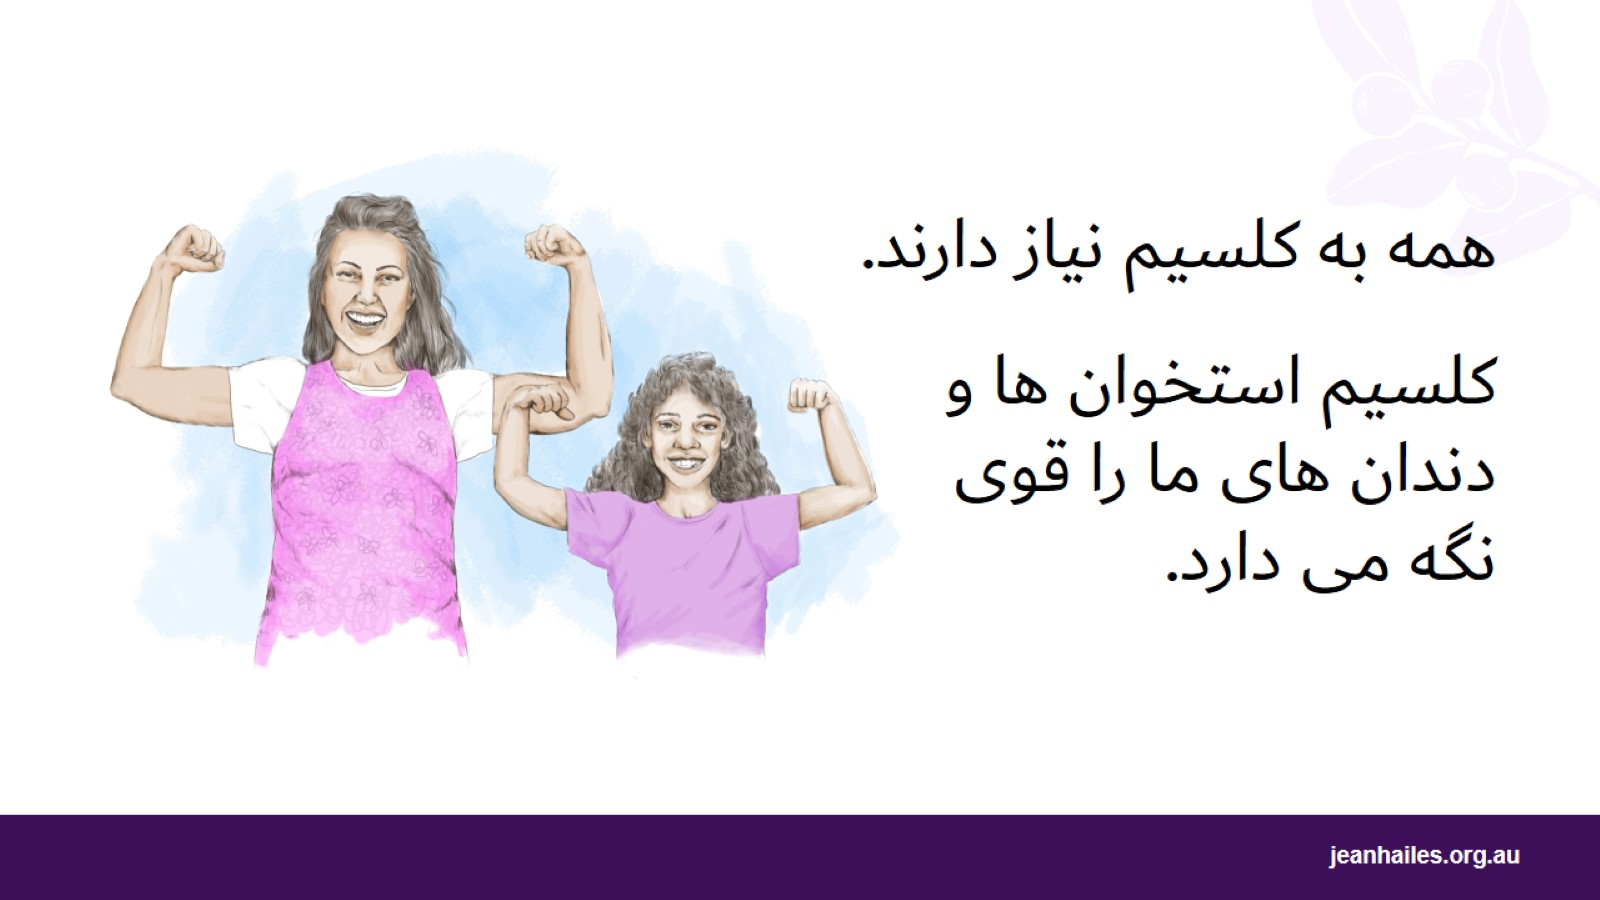 همه به کلسیم نیاز دارند.
کلسیم استخوان ها و
دندان های ما را قوی
نگه می دارد.
jeanhailes.org.au